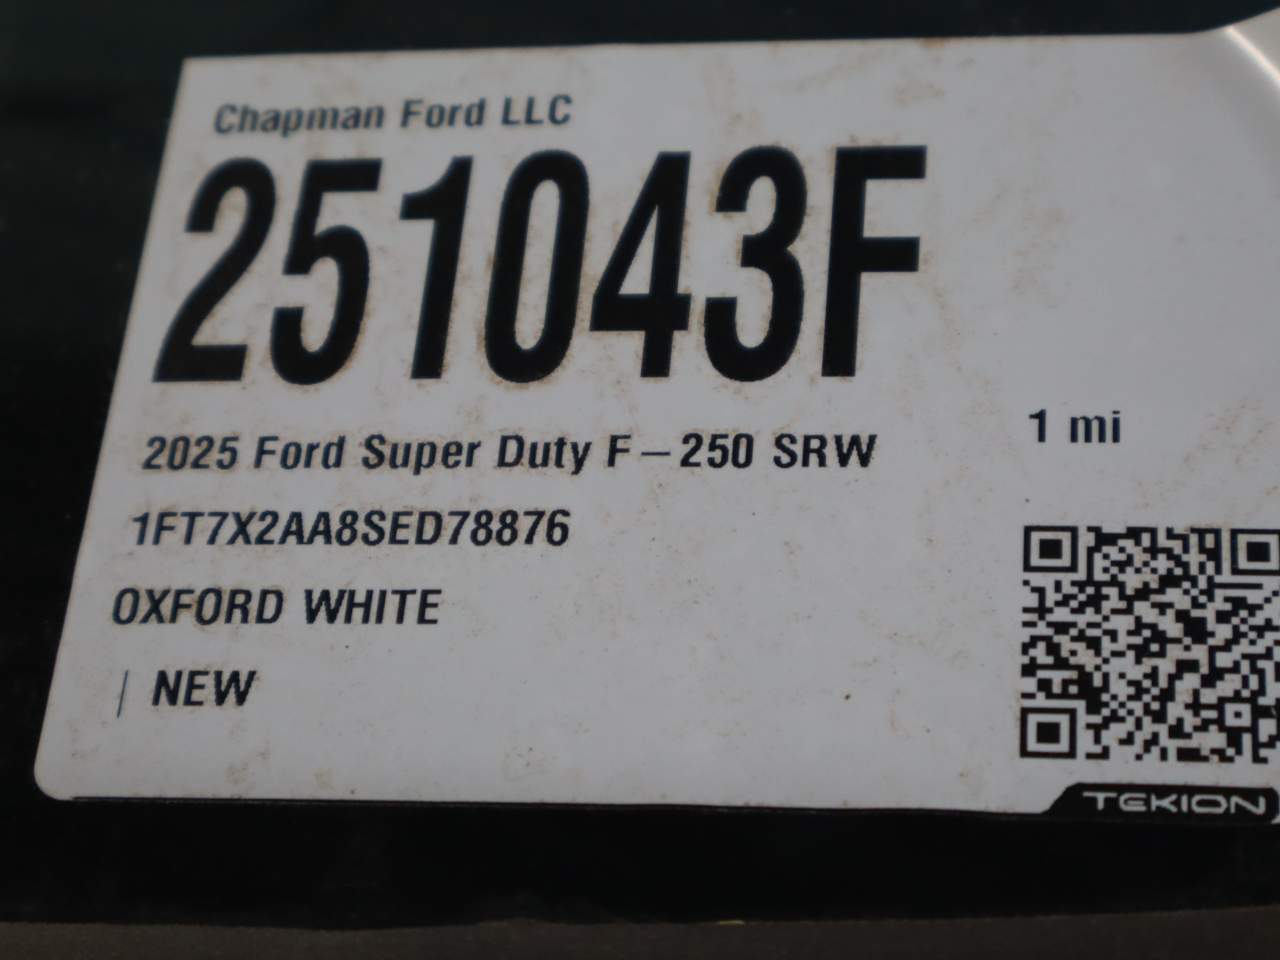 Chapman Ford LLC
251043F
2025 Ford Super Duty F-250 SRW
1 mi
1FT7X2AA8SED78876
OXFORD WHITE
| NEW
TEKION